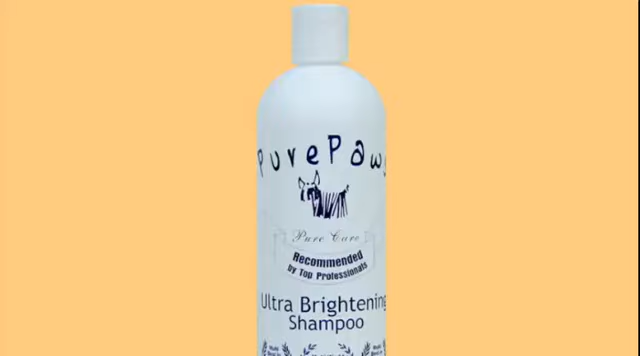 PurePaws
Pure Care
Recommended
by Top Professionals
Ultra Brightening
Shampoo